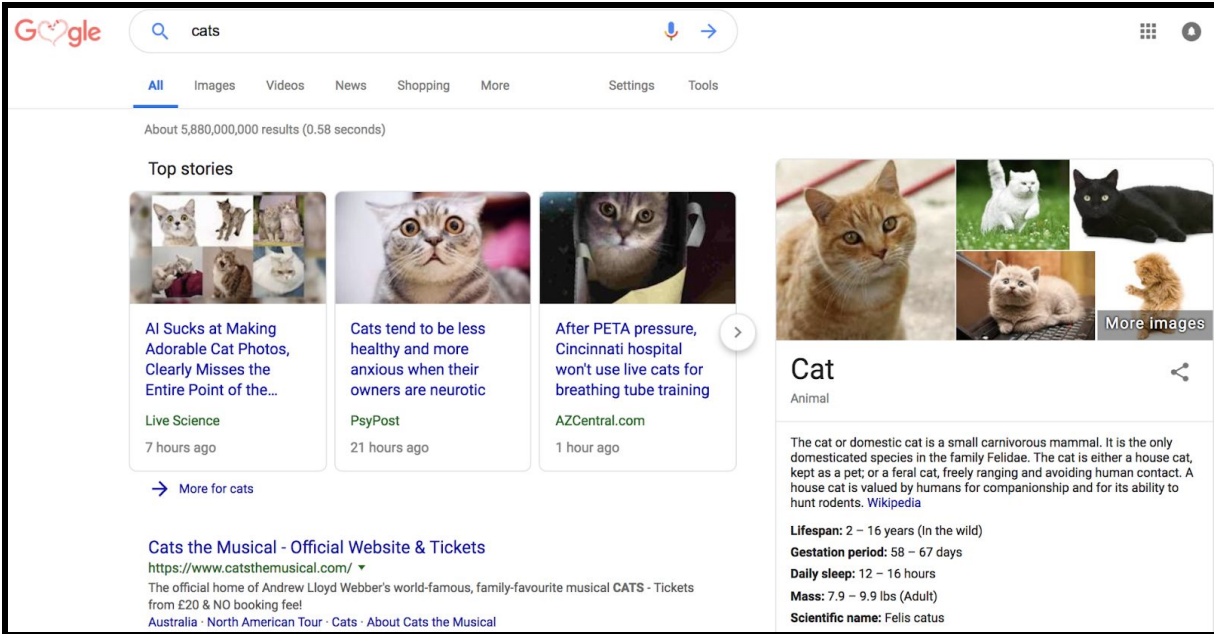 Google
cats
All Images Videos News Shopping More Settings Tools
About 5,880,000,000 results (0.58 seconds)
Top stories
AI Sucks at Making
Adorable Cat Photos,
Clearly Misses the
Entire Point of the...
Live Science
7 hours ago
Cats tend to be less
healthy and more
anxious when their
owners are neurotic
PsyPost
21 hours ago
After PETA pressure,
Cincinnati hospital
won't use live cats for
breathing tube training
AZCentral.com
1 hour ago
More for cats
Cats the Musical - Official Website & Tickets
https://www.catsthemusical.com/
The official home of Andrew Lloyd Webber's world-famous, family-favourite musical CATS - Tickets
from £20 & NO booking fee!
Australia · North American Tour · Cats · About Cats the Musical
More images
Cat
Animal
The cat or domestic cat is a small carnivorous mammal. It is the only
domesticated species in the family Felidae. The cat is either a house cat,
kept as a pet; or a feral cat, freely ranging and avoiding human contact. A
house cat is valued by humans for companionship and for its ability to
hunt rodents. Wikipedia
Lifespan: 2 – 16 years (In the wild)
Gestation period: 58 – 67 days
Daily sleep: 12 – 16 hours
Mass: 7.9 – 9.9 lbs (Adult)
Scientific name: Felis catus